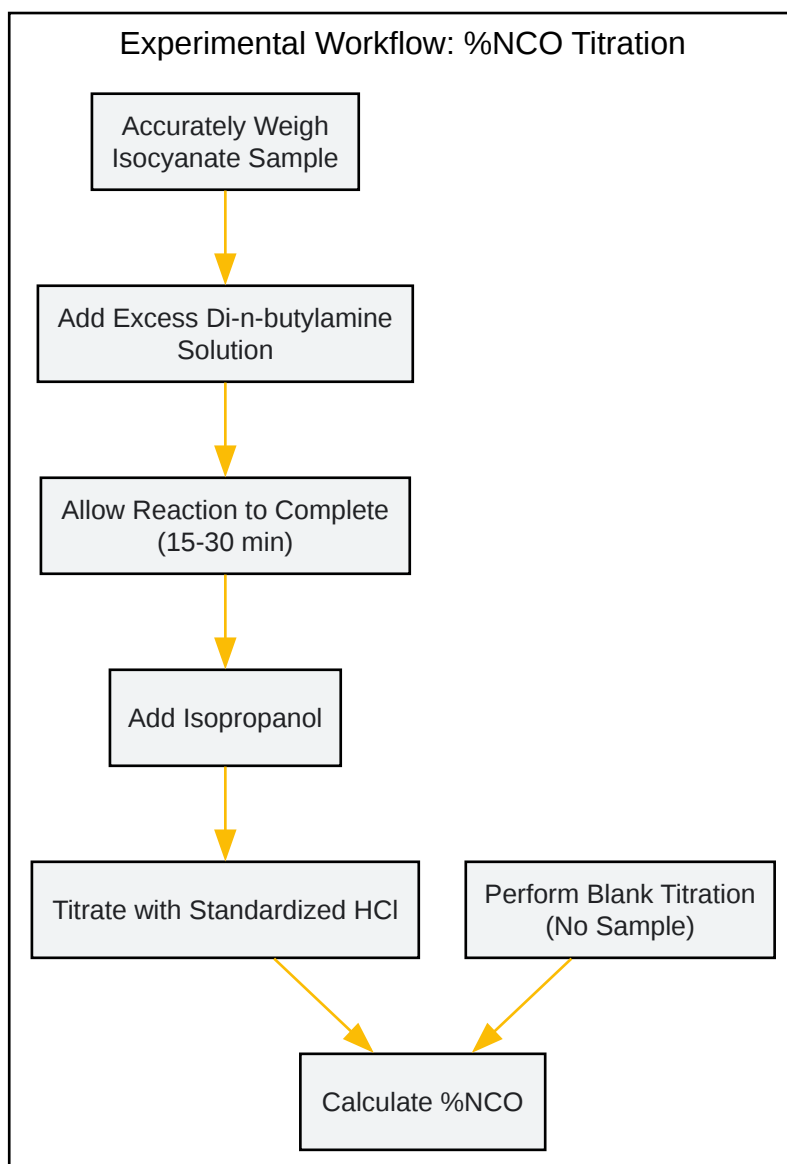 Experimental Workflow: %NCO Titration
Accurately Weigh
Isocyanate Sample
Add Excess Di-n-butylamine
Solution
Allow Reaction to Complete
(15-30 min)
Add Isopropanol
Titrate with Standardized HCl
Perform Blank Titration
(No Sample)
Calculate %NCO